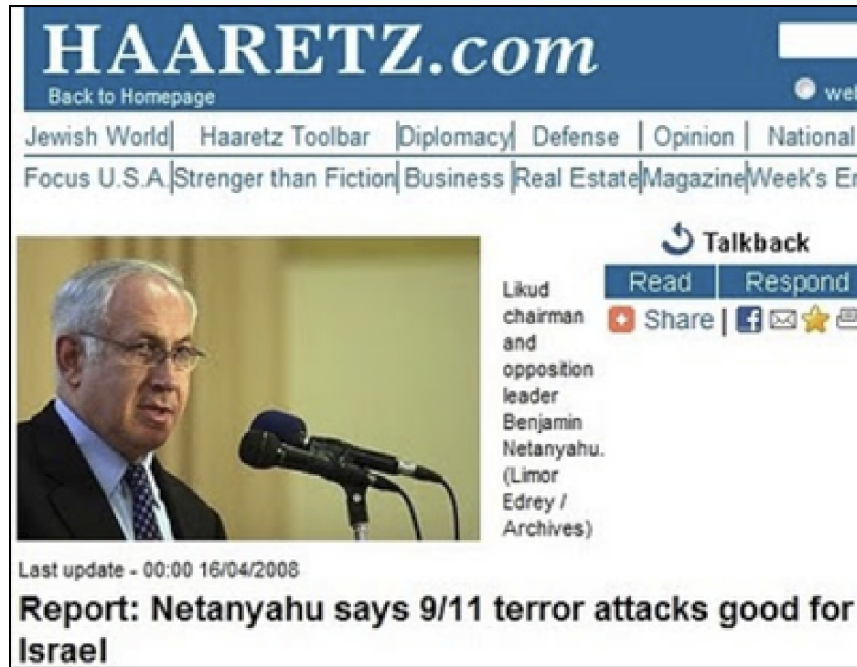 HAARETZ.com
Back to Homepage
Jewish World | Haaretz Toolbar | Diplomacy | Defense | Opinion | National
Focus U.S.A. | Strenger than Fiction | Business | Real Estate | Magazine | Week's
Talkback
Read Respond
Share |
Likud
chairman
and
opposition
leader
Benjamin
Netanyahu.
(Limor
Edrey /
Archives)
Last update - 00:00 16/04/2008
Report: Netanyahu says 9/11 terror attacks good for
Israel